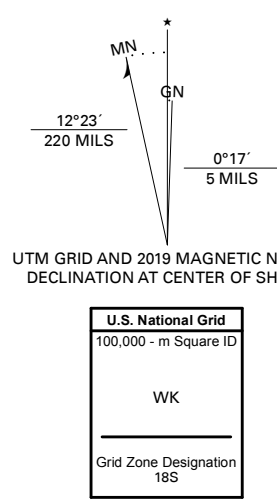 ★
MN
GN
12°23´
220 MILS
0°17´
5 MILS
UTM GRID AND 2019 MAGNETIC N
DECLINATION AT CENTER OF SH
U.S. National Grid
100,000 - m Square ID
WK
Grid Zone Designation
18S